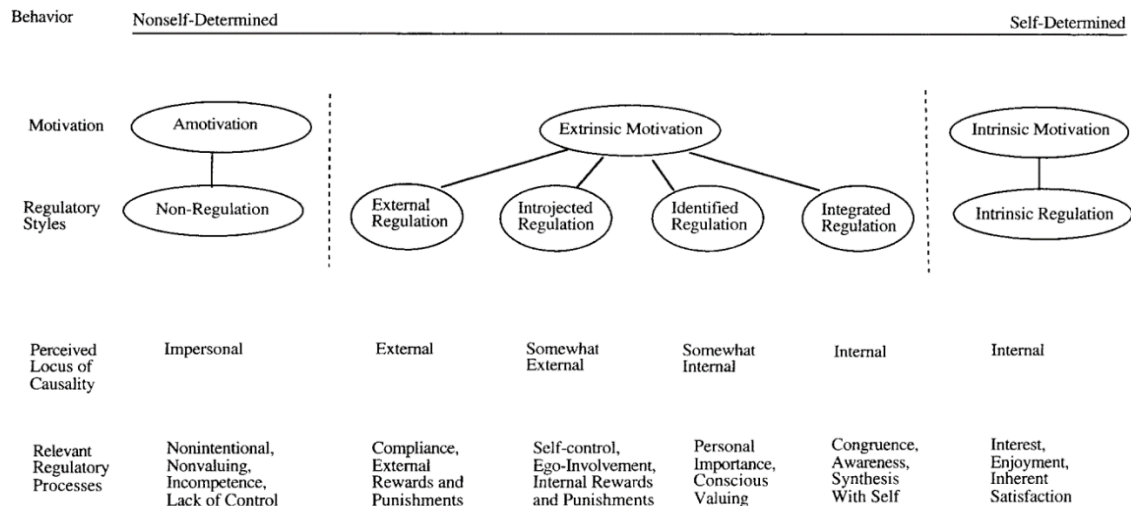 Behavior
Nonself-Determined
Self-Determined
Motivation
Amotivation
Extrinsic Motivation
Intrinsic Motivation
Regulatory
Styles
Non-Regulation
External
Regulation
Introjected
Regulation
Identified
Regulation
Integrated
Regulation
Intrinsic Regulation
Perceived
Locus of
Causality
Impersonal
External
Somewhat
External
Somewhat
Internal
Internal
Internal
Relevant
Regulatory
Processes
Nonintentional,
Nonvaluing,
Incompetence,
Lack of Control
Compliance,
External
Rewards and
Punishments
Self-control,
Ego-Involvement,
Internal Rewards
and Punishments
Personal
Importance,
Conscious
Valuing
Congruence,
Awareness,
Synthesis
With Self
Interest,
Enjoyment,
Inherent
Satisfaction